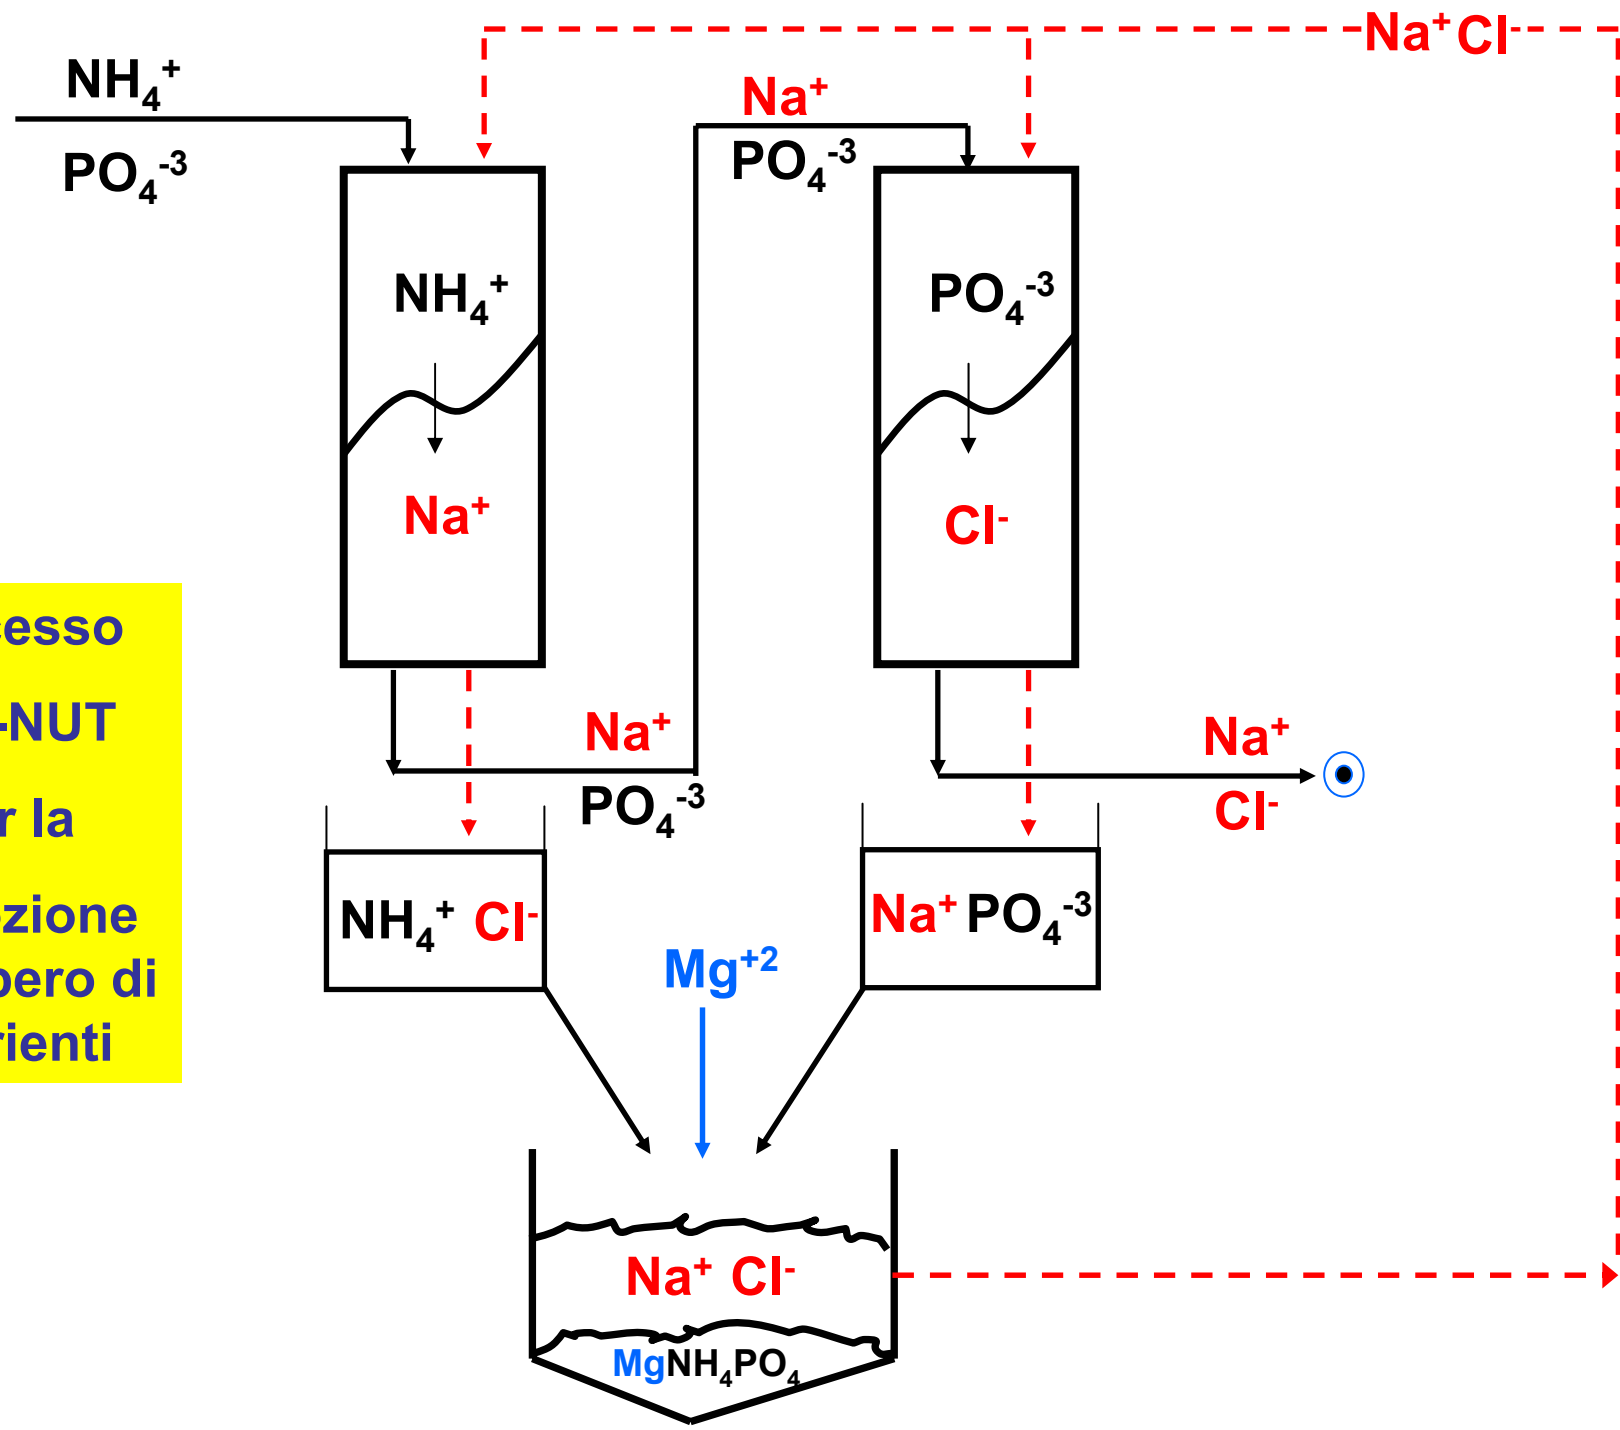 Na⁺ Cl⁻
NH₄⁺
PO₄⁻³
Na⁺
PO₄⁻³
NH₄⁺
Na⁺
PO₄⁻³
Cl⁻
cesso
-NUT
r la
zione
pero di
rienti
Na⁺
PO₄⁻³
Na⁺
Cl⁻
NH₄⁺ Cl⁻
Na⁺ PO₄⁻³
Mg⁺²
Na⁺ Cl⁻
MgNH₄PO₄